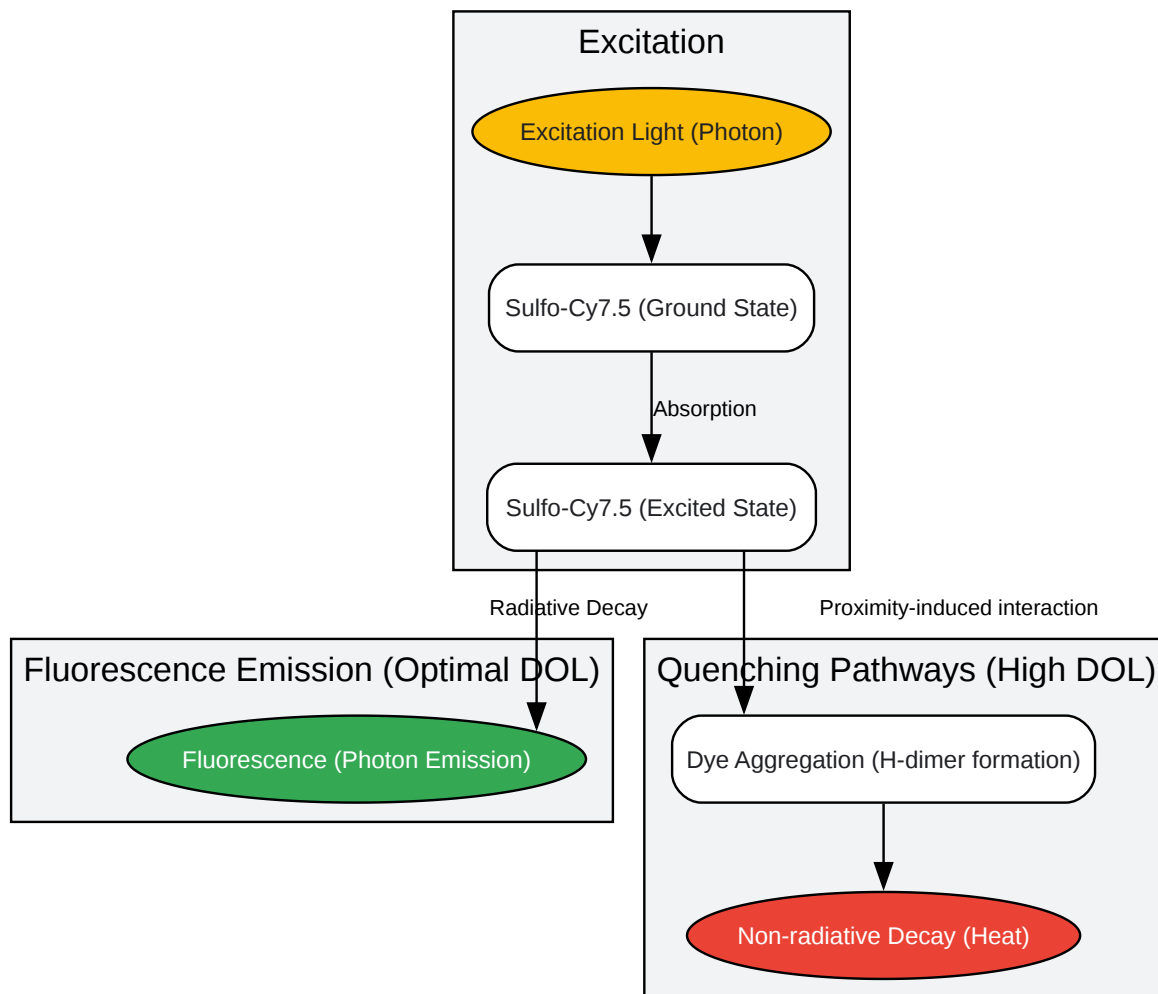 Excitation
Excitation Light (Photon)
Sulfo-Cy7.5 (Ground State)
Absorption
Sulfo-Cy7.5 (Excited State)
Radiative Decay
Proximity-induced interaction
Fluorescence Emission (Optimal DOL)
Fluorescence (Photon Emission)
Quenching Pathways (High DOL)
Dye Aggregation (H-dimer formation)
Non-radiative Decay (Heat)